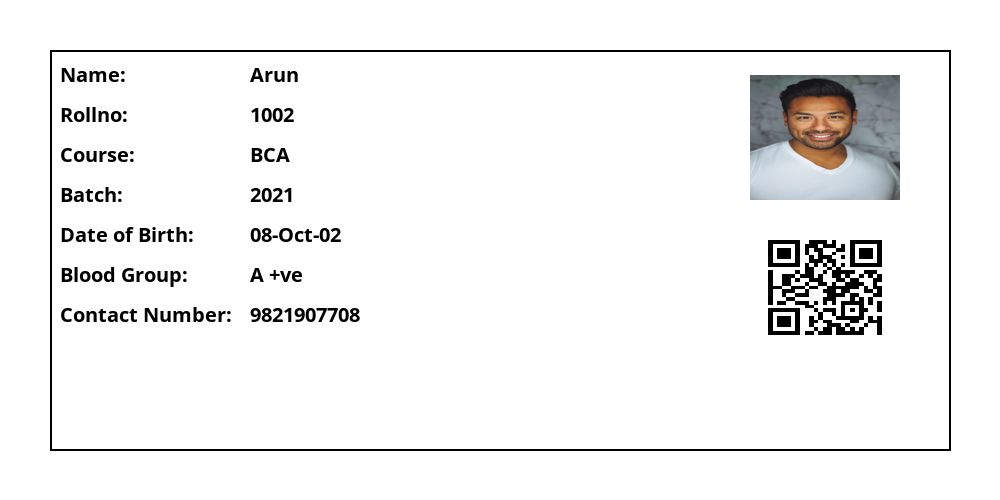 Name: Arun
Rollno: 1002
Course: BCA
Batch: 2021
Date of Birth: 08-Oct-02
Blood Group: A +ve
Contact Number: 9821907708